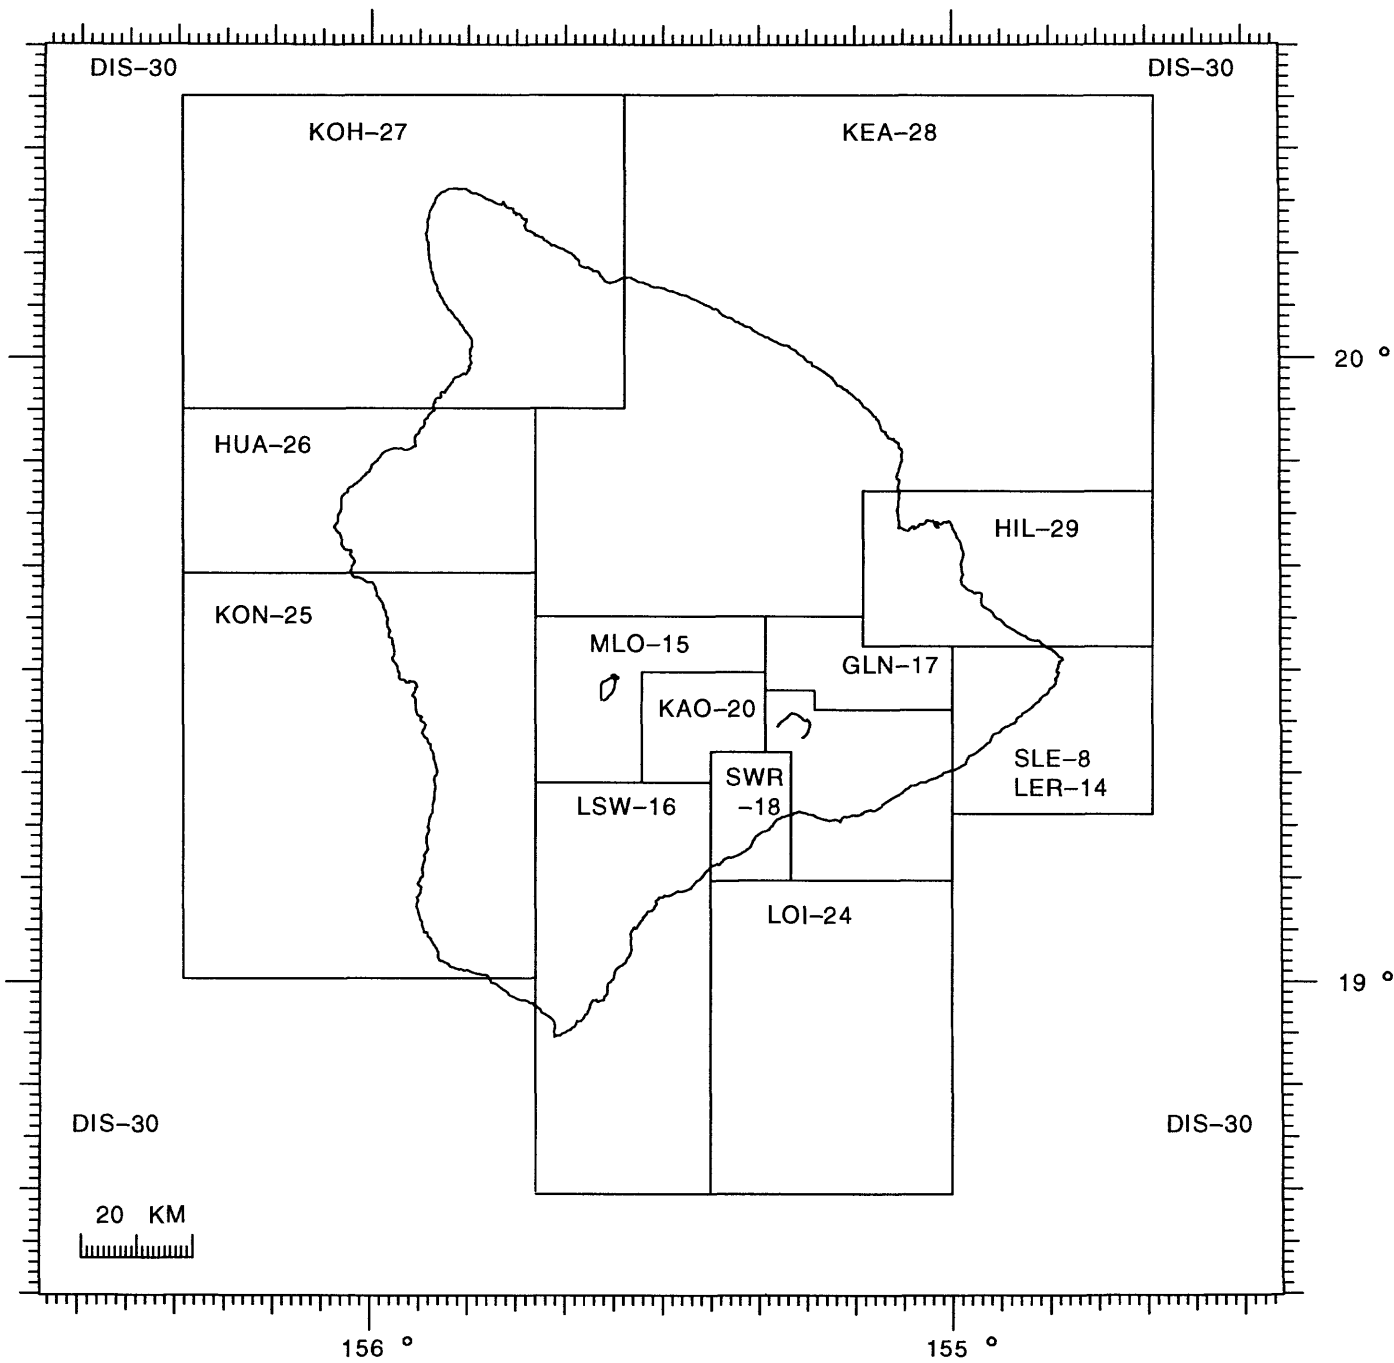 DIS–30
DIS–30
KOH–27
KEA–28
20 °
HUA–26
HIL–29
KON–25
MLO–15
GLN–17
KAO–20
SLE–8
LER–14
SWR
–18
LSW–16
LOI–24
19 °
DIS–30
DIS–30
20 KM
156 °
155 °